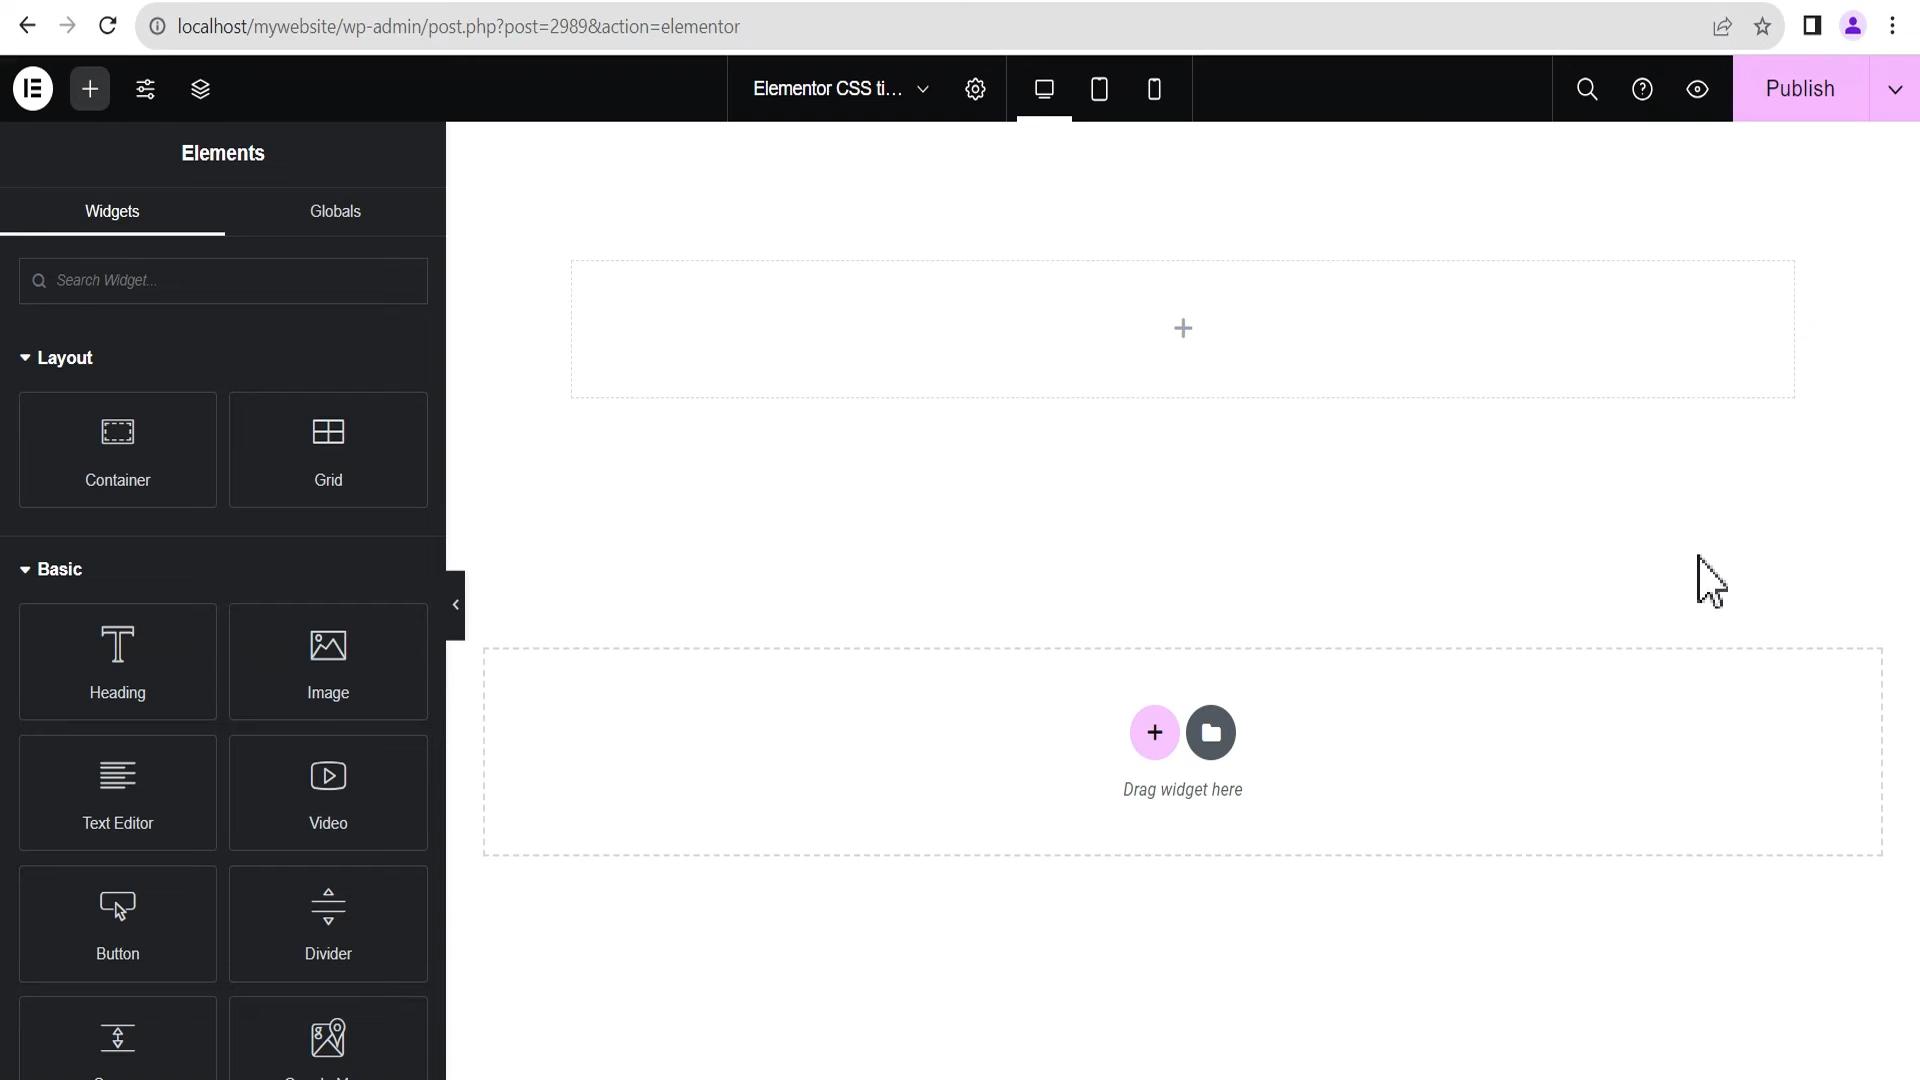 localhost/mywebsite/wp-admin/post.php?post=2989&action=elementor
Elementor CSS ti...
Publish
Elements
Widgets
Globals
Search Widget...
Layout
Container
Grid
Basic
Heading
Image
Text Editor
Video
Button
Divider
Drag widget here